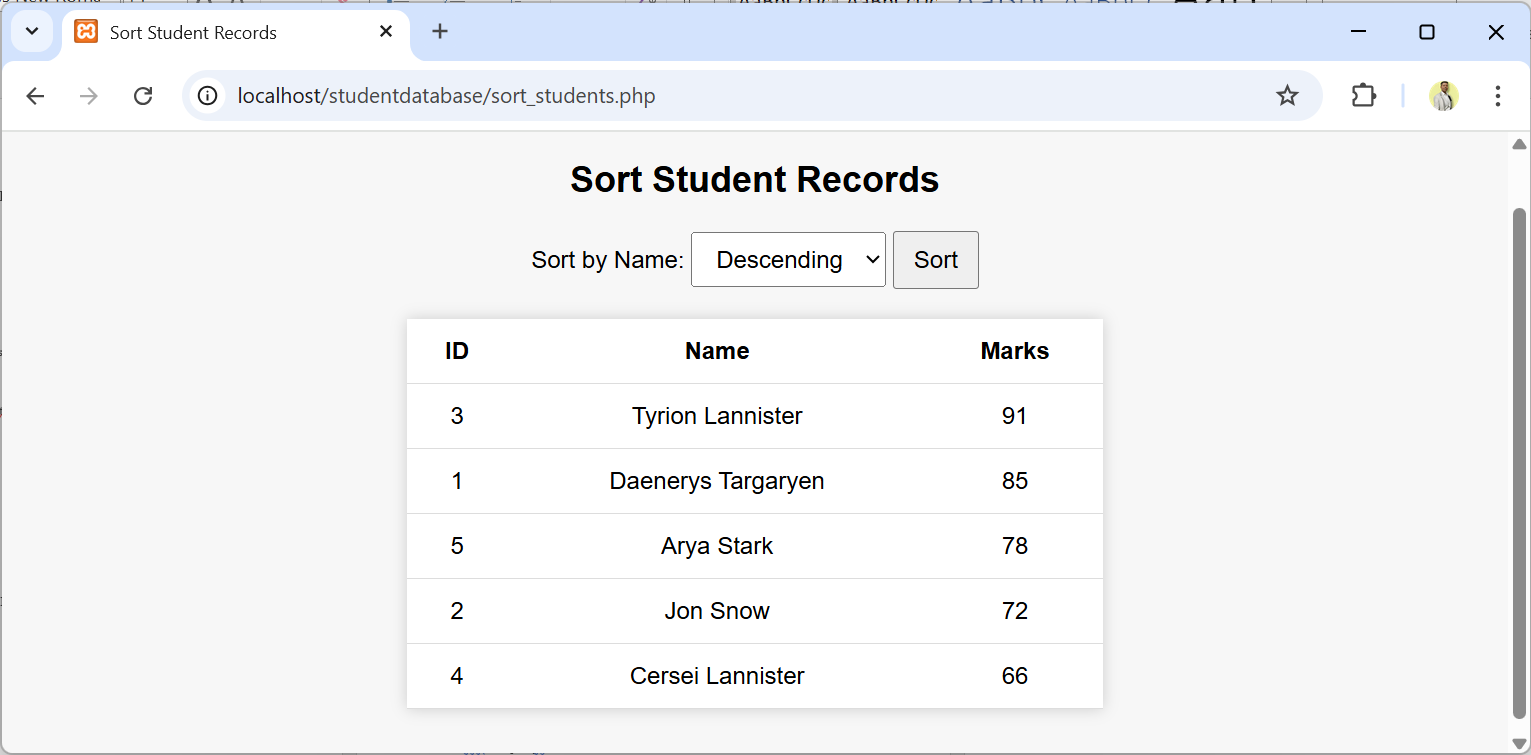 Sort Student Records
localhost/studentdatabase/sort_students.php
Sort Student Records
Sort by Name: Descending Sort
ID Name Marks
3 Tyrion Lannister 91
1 Daenerys Targaryen 85
5 Arya Stark 78
2 Jon Snow 72
4 Cersei Lannister 66